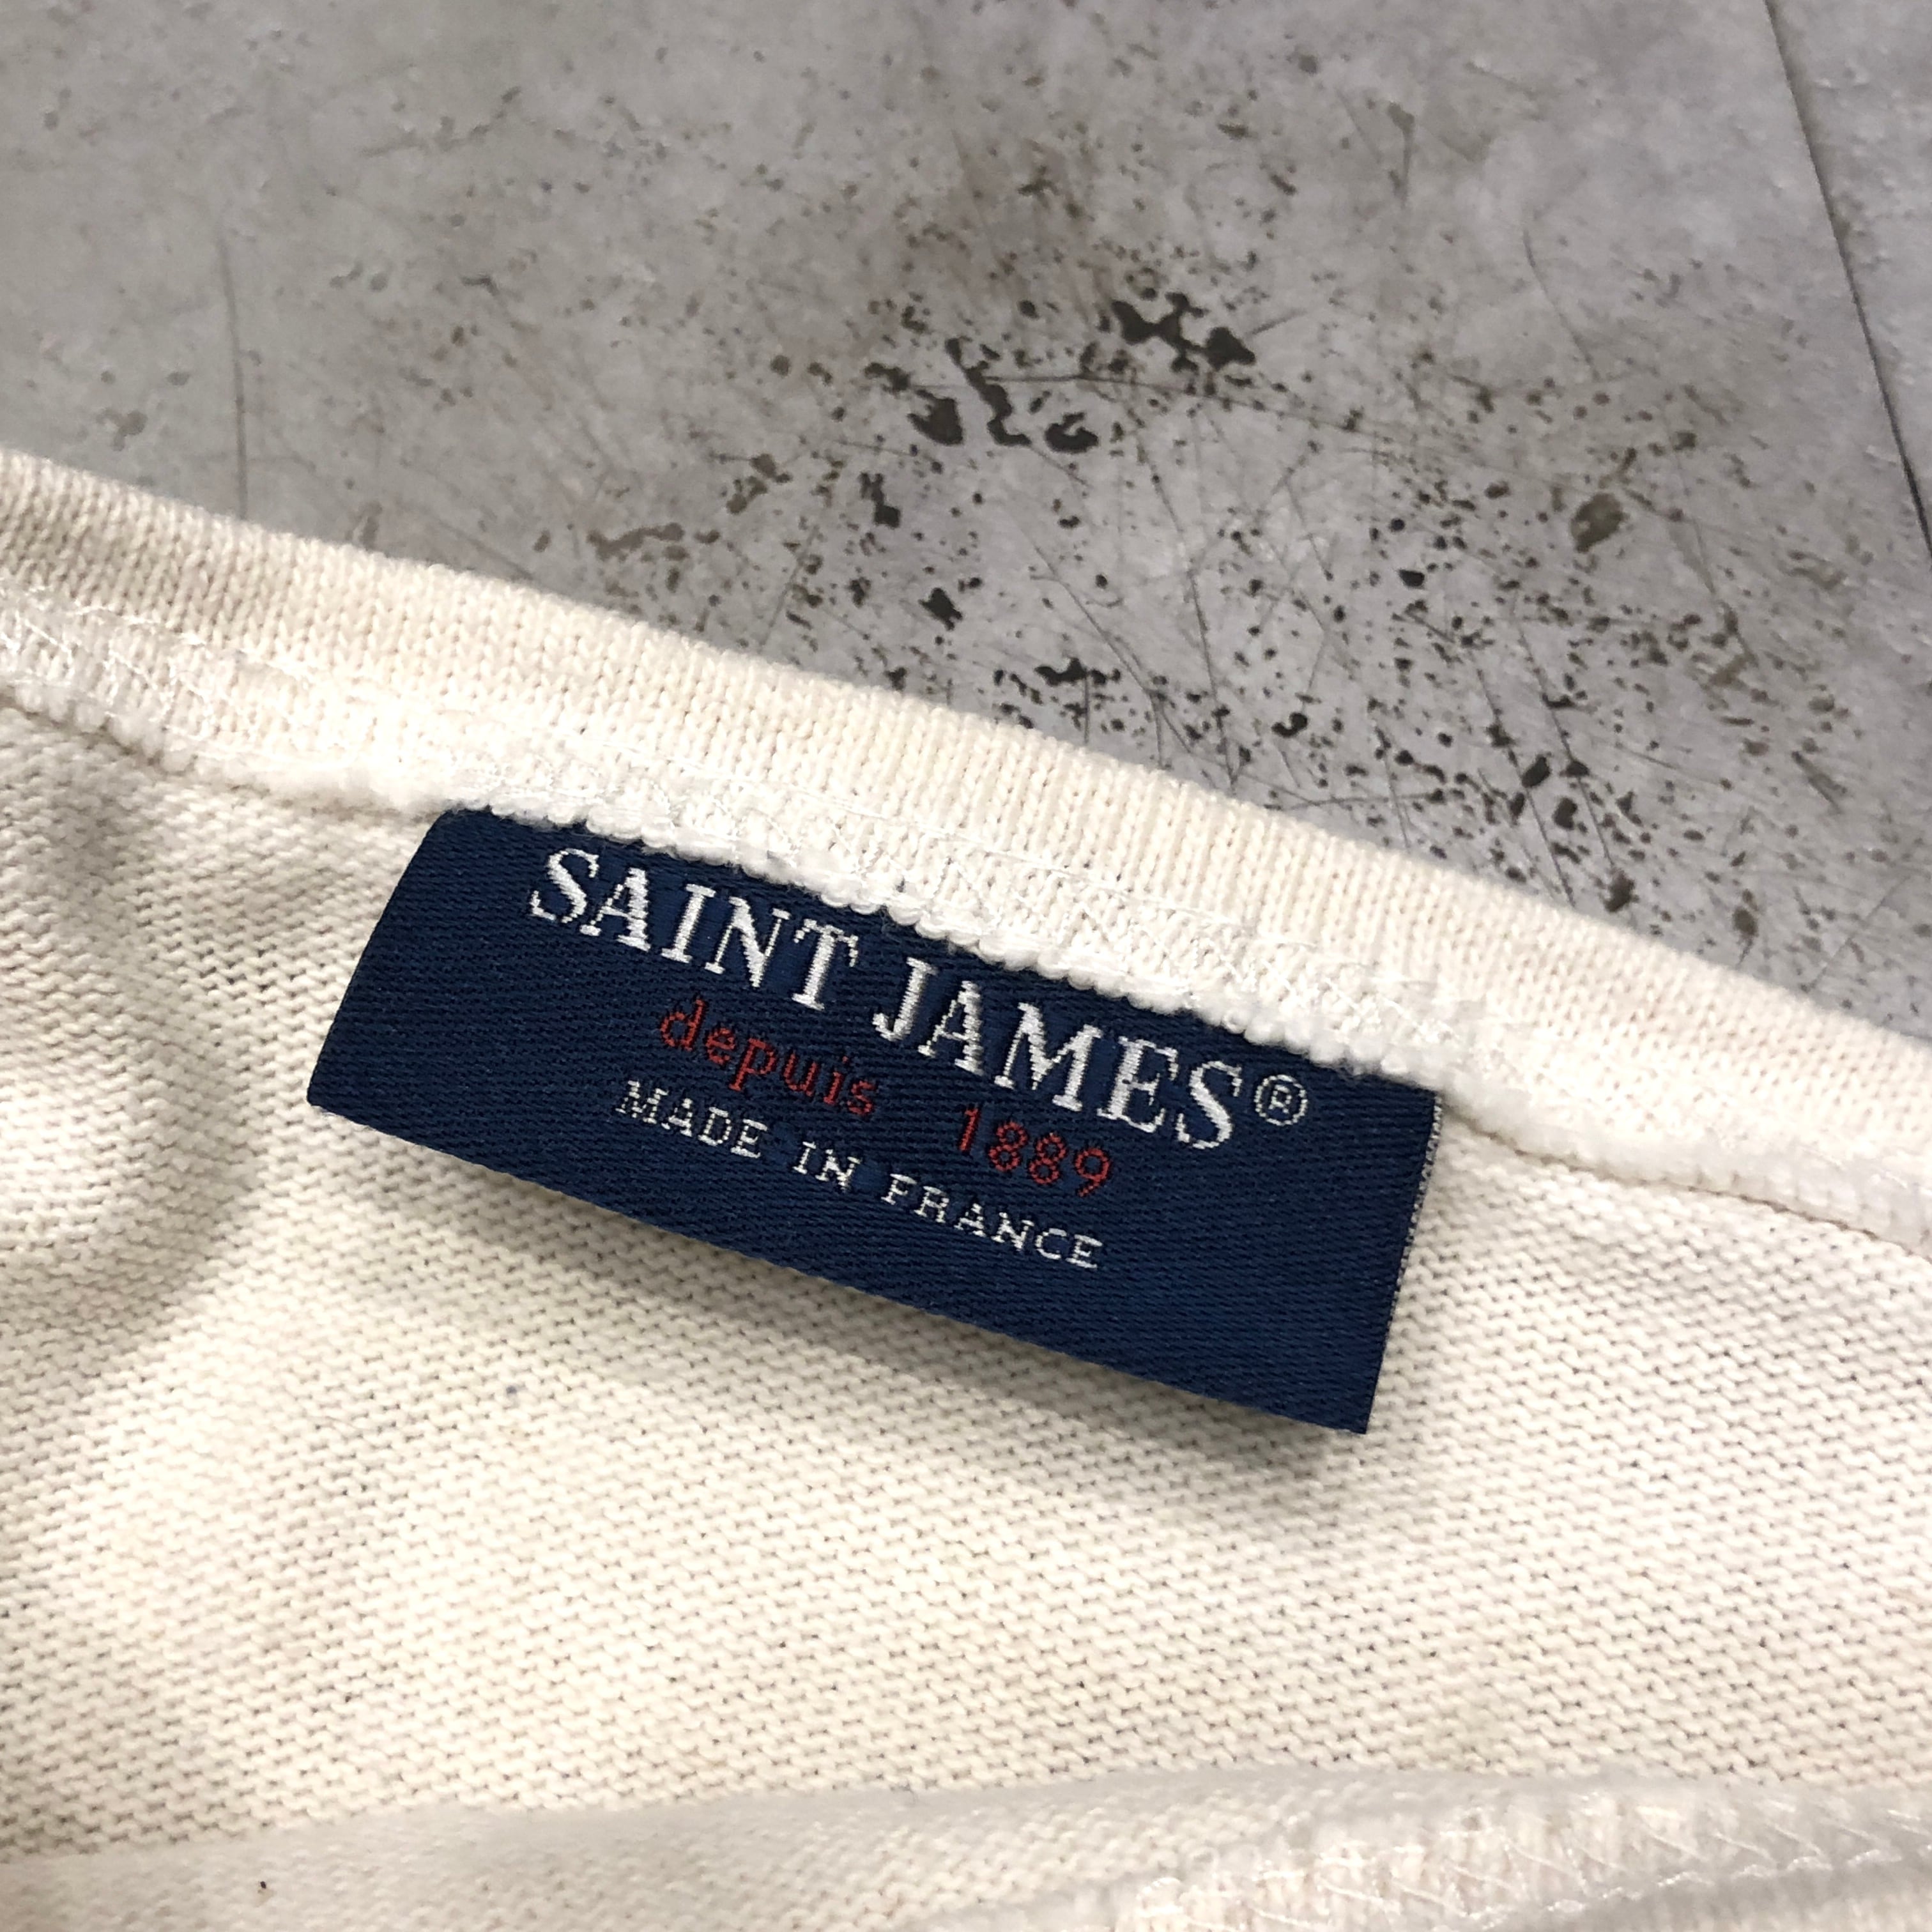 SAINT JAMES®
depuis 1889
MADE IN FRANCE